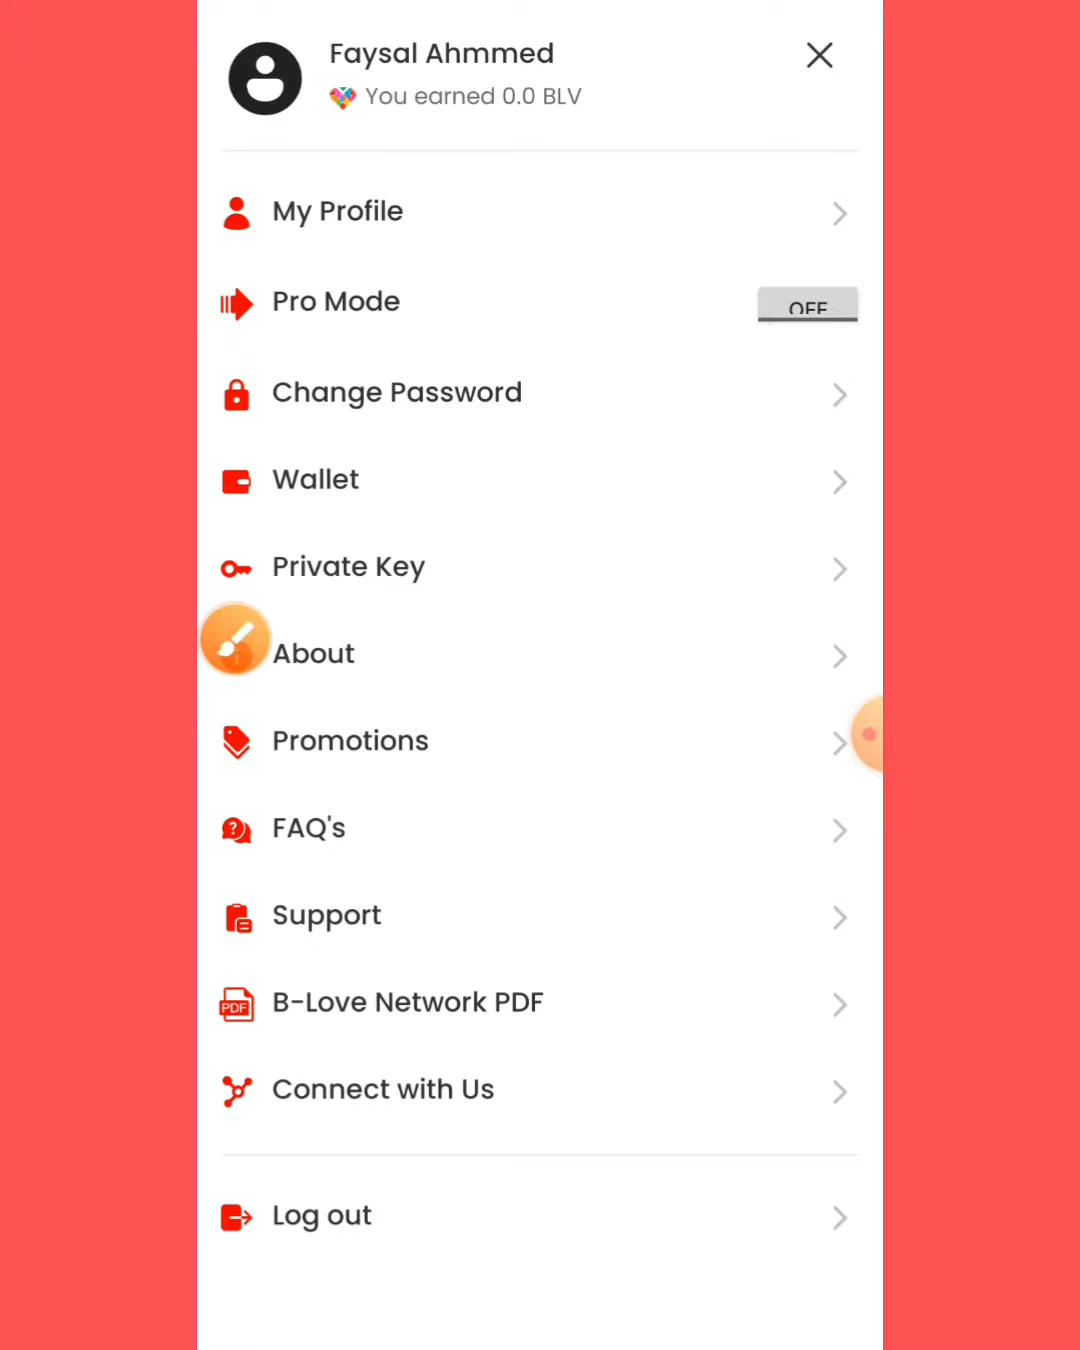 Faysal Ahmmed
You earned 0.0 BLV
My Profile
Pro Mode
OFF
Change Password
Wallet
Private Key
About
Promotions
FAQ's
Support
PDF
B-Love Network PDF
Connect with Us
Log out